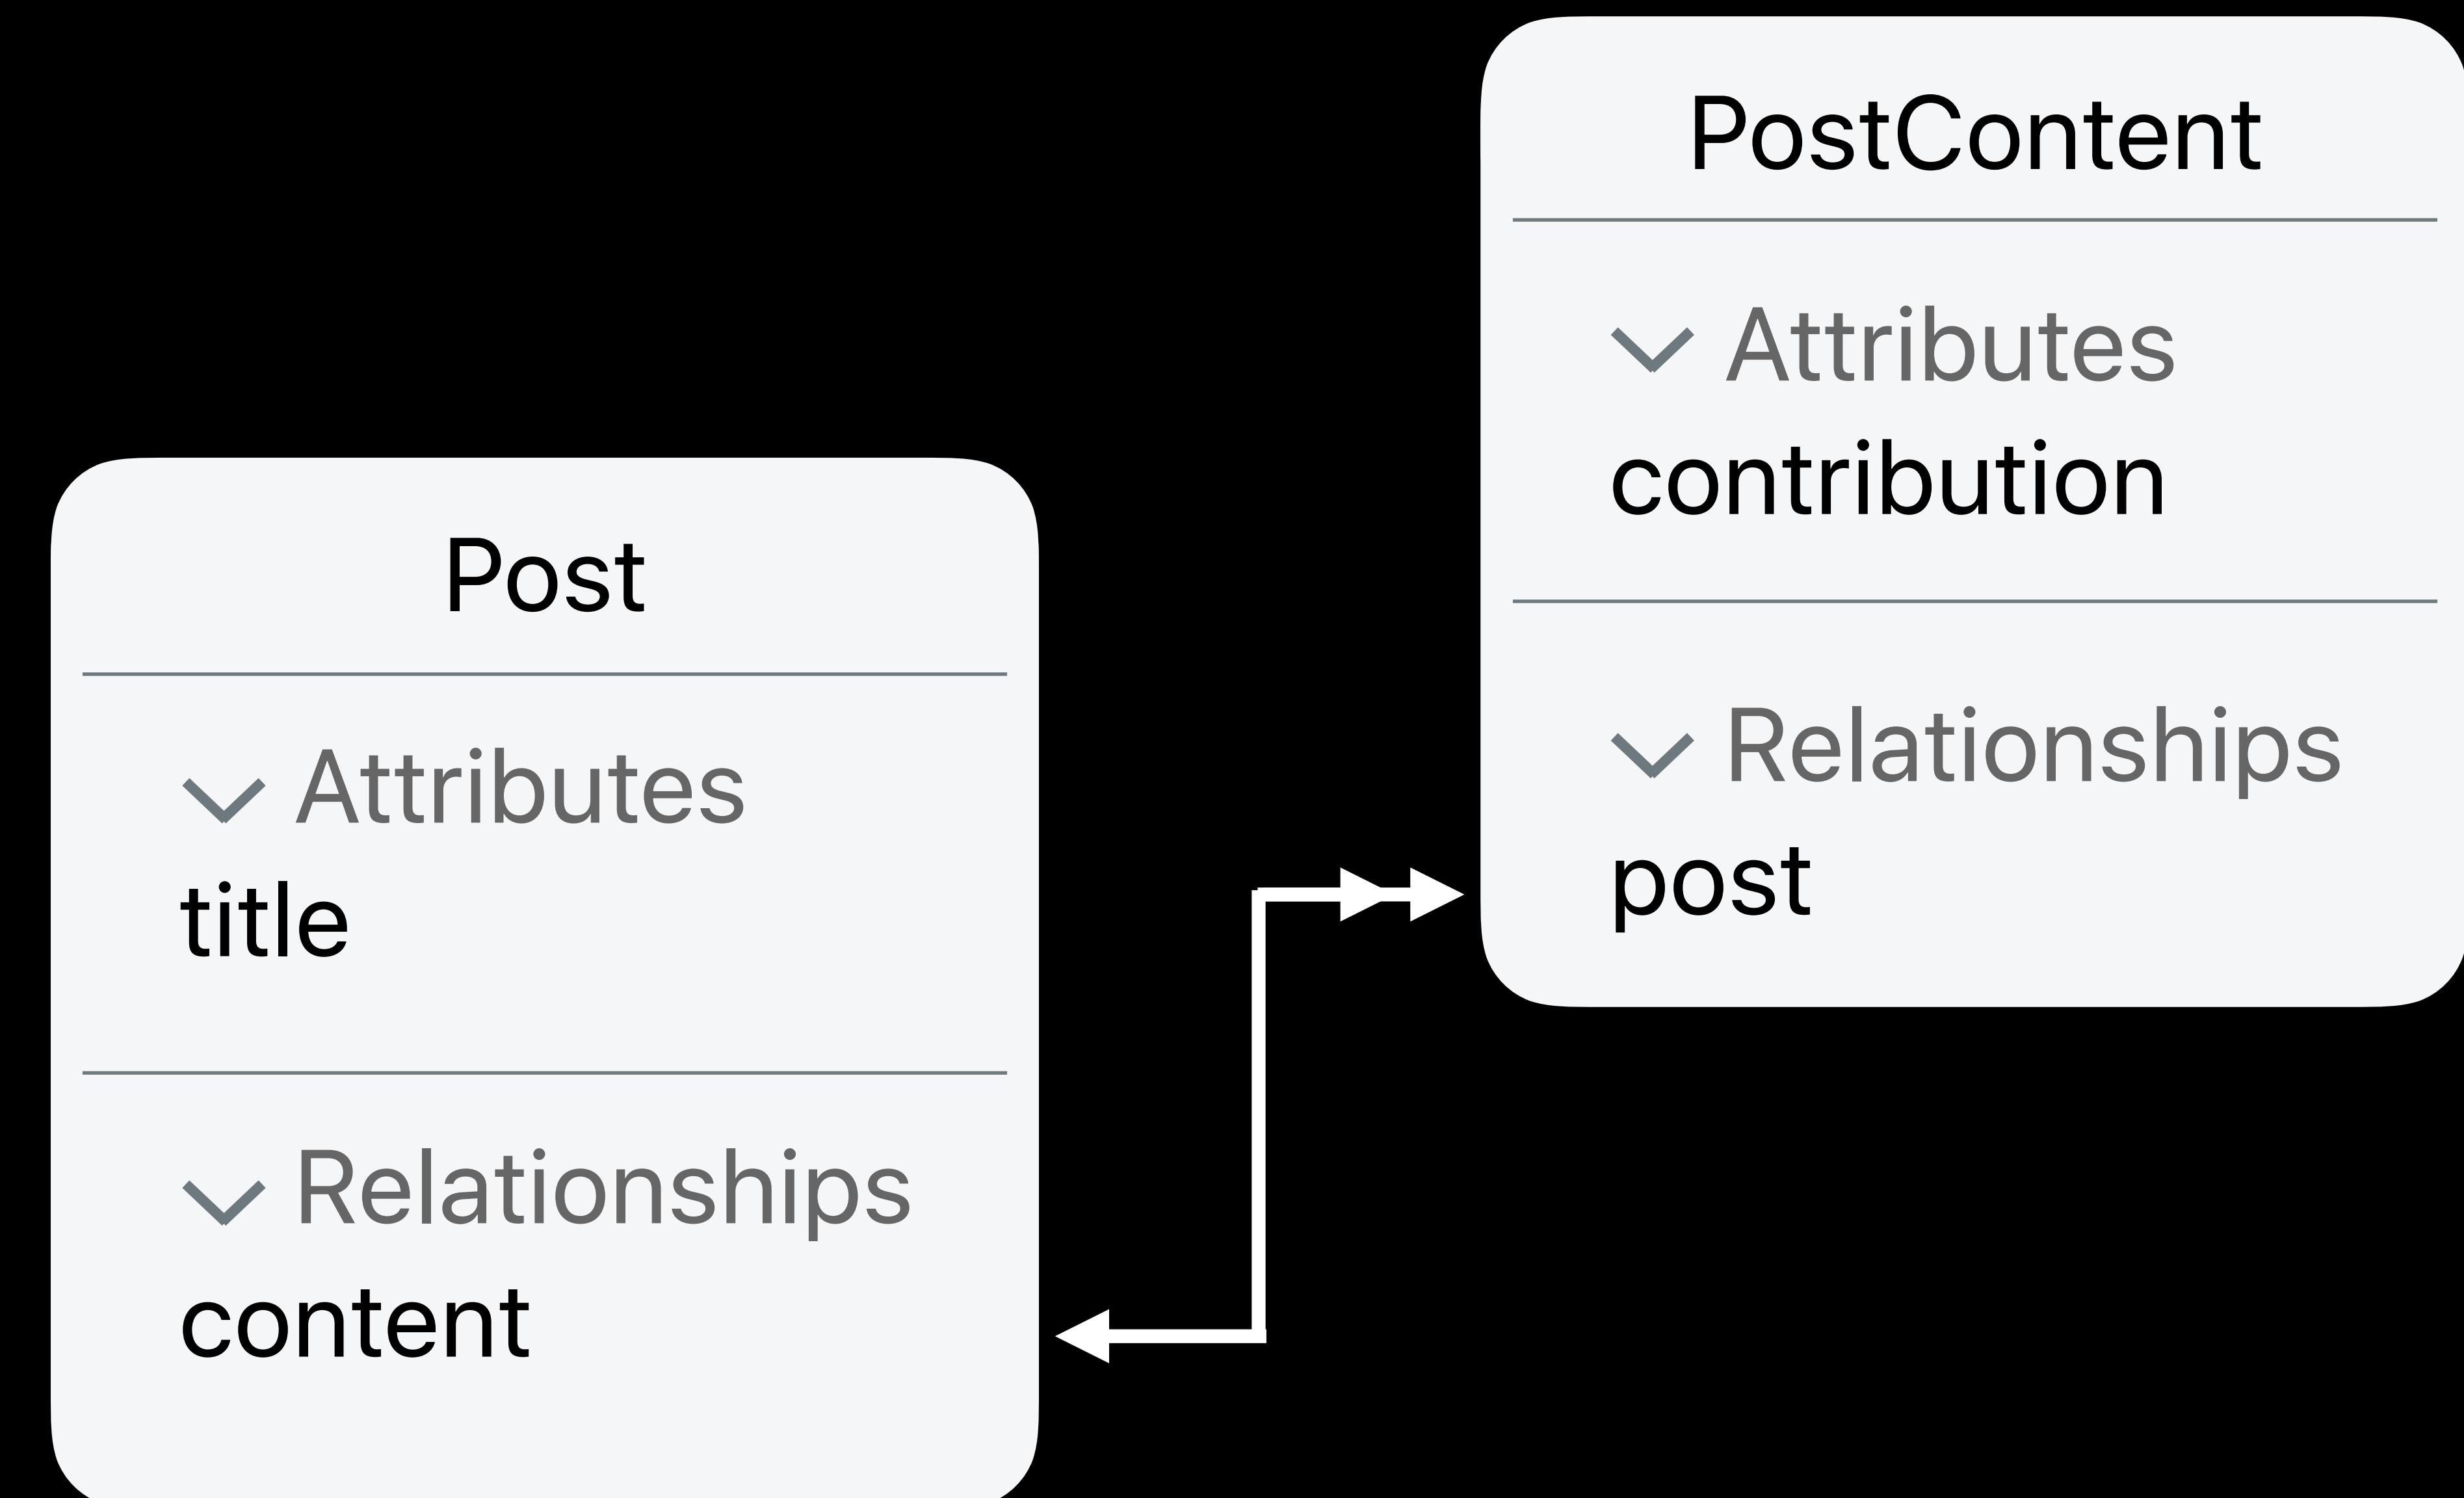 Post
Attributes
title
Relationships
content
PostContent
Attributes
contribution
Relationships
post